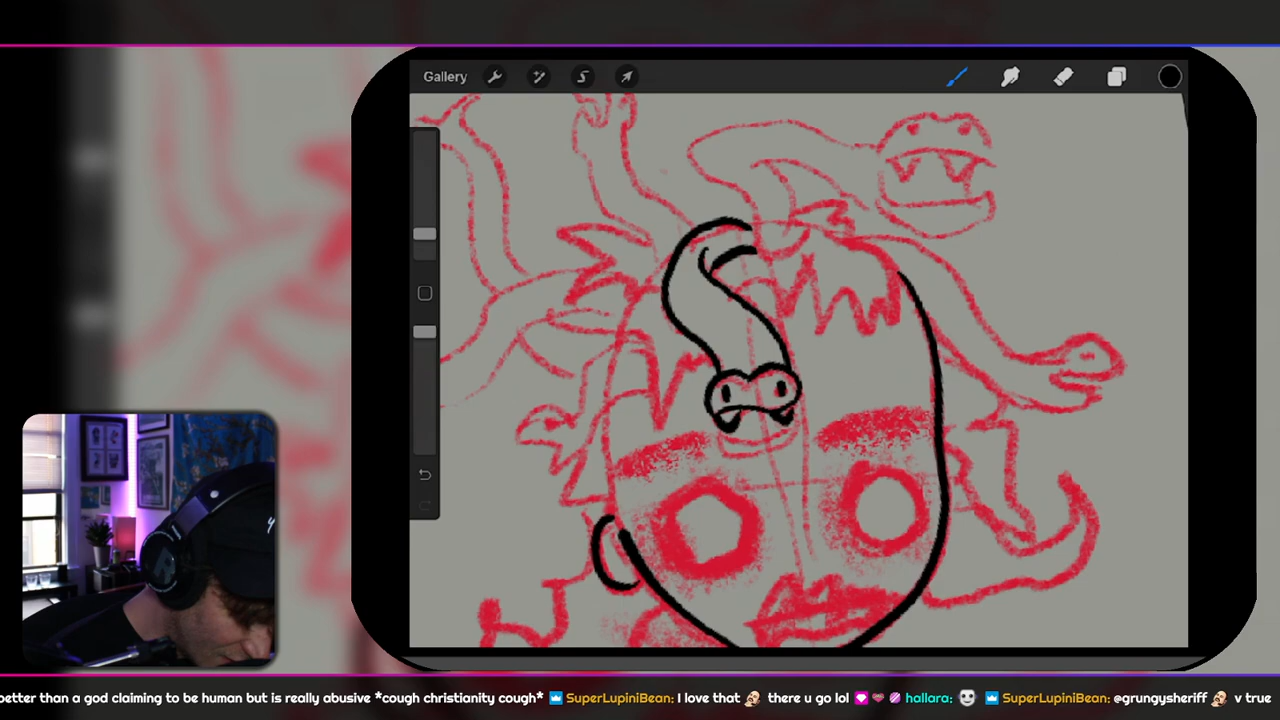 Gallery
better than a god claiming to be human but is really abusive *cough christianity cough* SuperLupiniBean: I love that there u go lol hallara: SuperLupiniBean: @grungysheriff v true